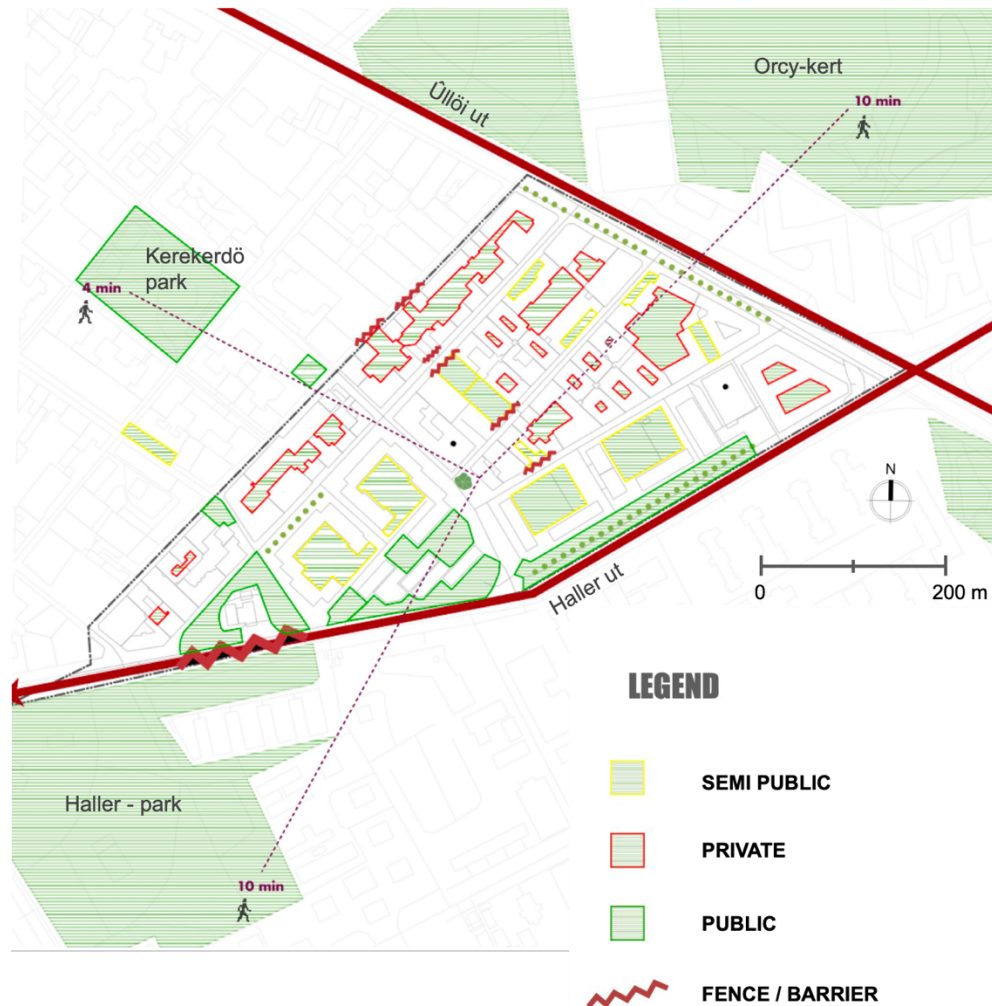 Orcy-kert
Ûllöi ut
10 min
Kerekerdö
park
4 min
N
0
200 m
Haller ut
LEGEND
SEMI PUBLIC
Haller - park
PRIVATE
10 min
PUBLIC
FENCE / BARRIER